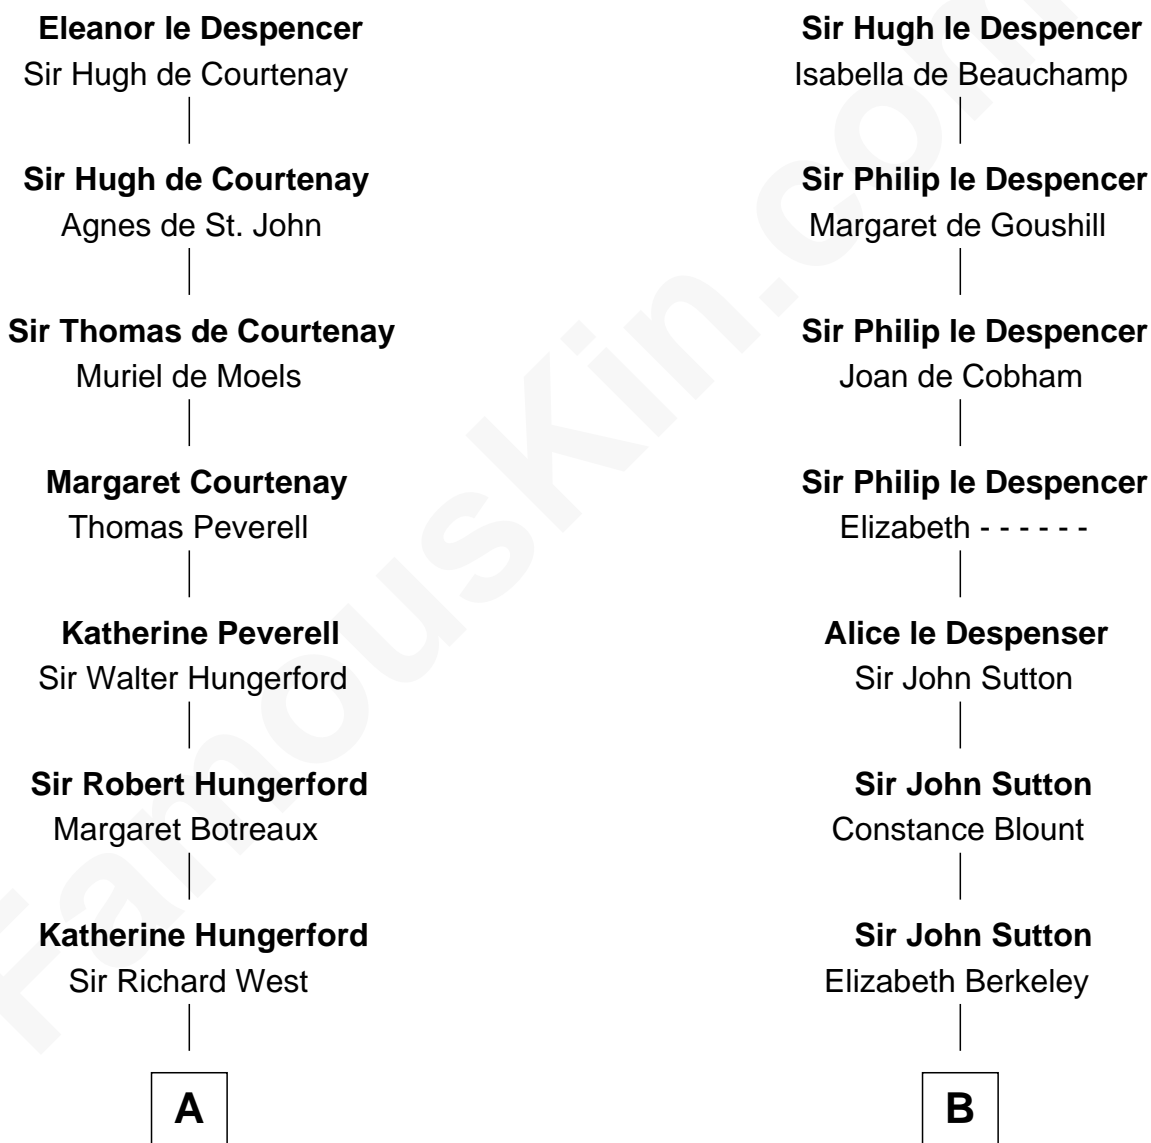 Eleanor le Despencer
Sir Hugh de Courtenay
Sir Hugh de Courtenay
Agnes de St. John
Sir Thomas de Courtenay
Muriel de Moels
Margaret Courtenay
Thomas Peverell
Katherine Peverell
Sir Walter Hungerford
Sir Robert Hungerford
Margaret Botreaux
Katherine Hungerford
Sir Richard West
A
Sir Hugh le Despencer
Isabella de Beauchamp
Sir Philip le Despencer
Margaret de Goushill
Sir Philip le Despencer
Joan de Cobham
Sir Philip le Despencer
Elizabeth - - - - - -
Alice le Despenser
Sir John Sutton
Sir John Sutton
Constance Blount
Sir John Sutton
Elizabeth Berkeley
B
FamousKin.com